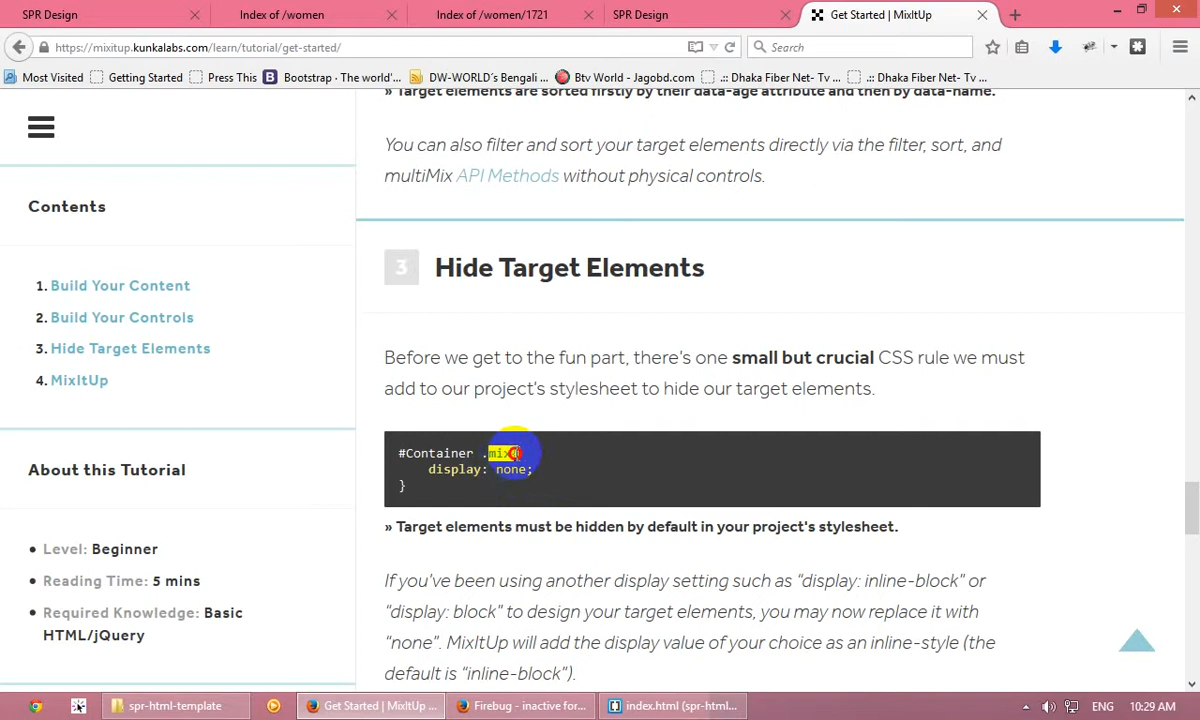 SPR Design
Index of /women
Index of /women/1721
SPR Design
Get Started | MixItUp
https://mixitup.kunkalabs.com/learn/tutorial/get-started/
Search
Most Visited
Getting Started
Press This
Bootstrap · The world'...
DW-WORLD´s Bengali ...
Btv World - Jagobd.com
.:: Dhaka Fiber Net- Tv ...
.:: Dhaka Fiber Net- Tv ...
» Target elements are sorted firstly by their data-age attribute and then by data-name.
You can also filter and sort your target elements directly via the filter, sort, and
multiMix API Methods without physical controls.
Contents
1. Build Your Content
2. Build Your Controls
3. Hide Target Elements
4. MixItUp
About this Tutorial
Level: Beginner
Reading Time: 5 mins
Required Knowledge: Basic
HTML/jQuery
3
Hide Target Elements
Before we get to the fun part, there's one small but crucial CSS rule we must
add to our project's stylesheet to hide our target elements.
#Container .mix{
display: none;
}
» Target elements must be hidden by default in your project's stylesheet.
If you've been using another display setting such as "display: inline-block" or
"display: block" to design your target elements, you may now replace it with
"none". MixItUp will add the display value of your choice as an inline-style (the
default is "inline-block").
spr-html-template
Get Started | MixItUp ...
Firebug - inactive for...
index.html (spr-html...
ENG
10:29 AM